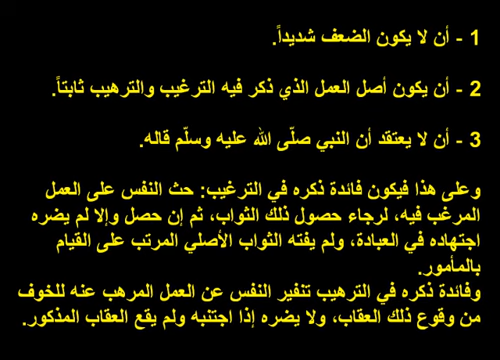 1 - أن لا يكون الضعف شديداً.
2 - أن يكون أصل العمل الذي ذكر فيه الترغيب والترهيب ثابتاً.
3 - أن لا يعتقد أن النبي صلّى الله عليه وسلّم قاله.
وعلى هذا فيكون فائدة ذكره في الترغيب: حث النفس على العمل
المرغب فيه، لرجاء حصول ذلك الثواب، ثم إن حصل وإلا لم يضره
اجتهاده في العبادة، ولم يفته الثواب الأصلي المرتب على القيام
بالمأمور.
وفائدة ذكره في الترهيب تنفير النفس عن العمل المرهب عنه للخوف
من وقوع ذلك العقاب، ولا يضره إذا اجتنبه ولم يقع العقاب المذكور.